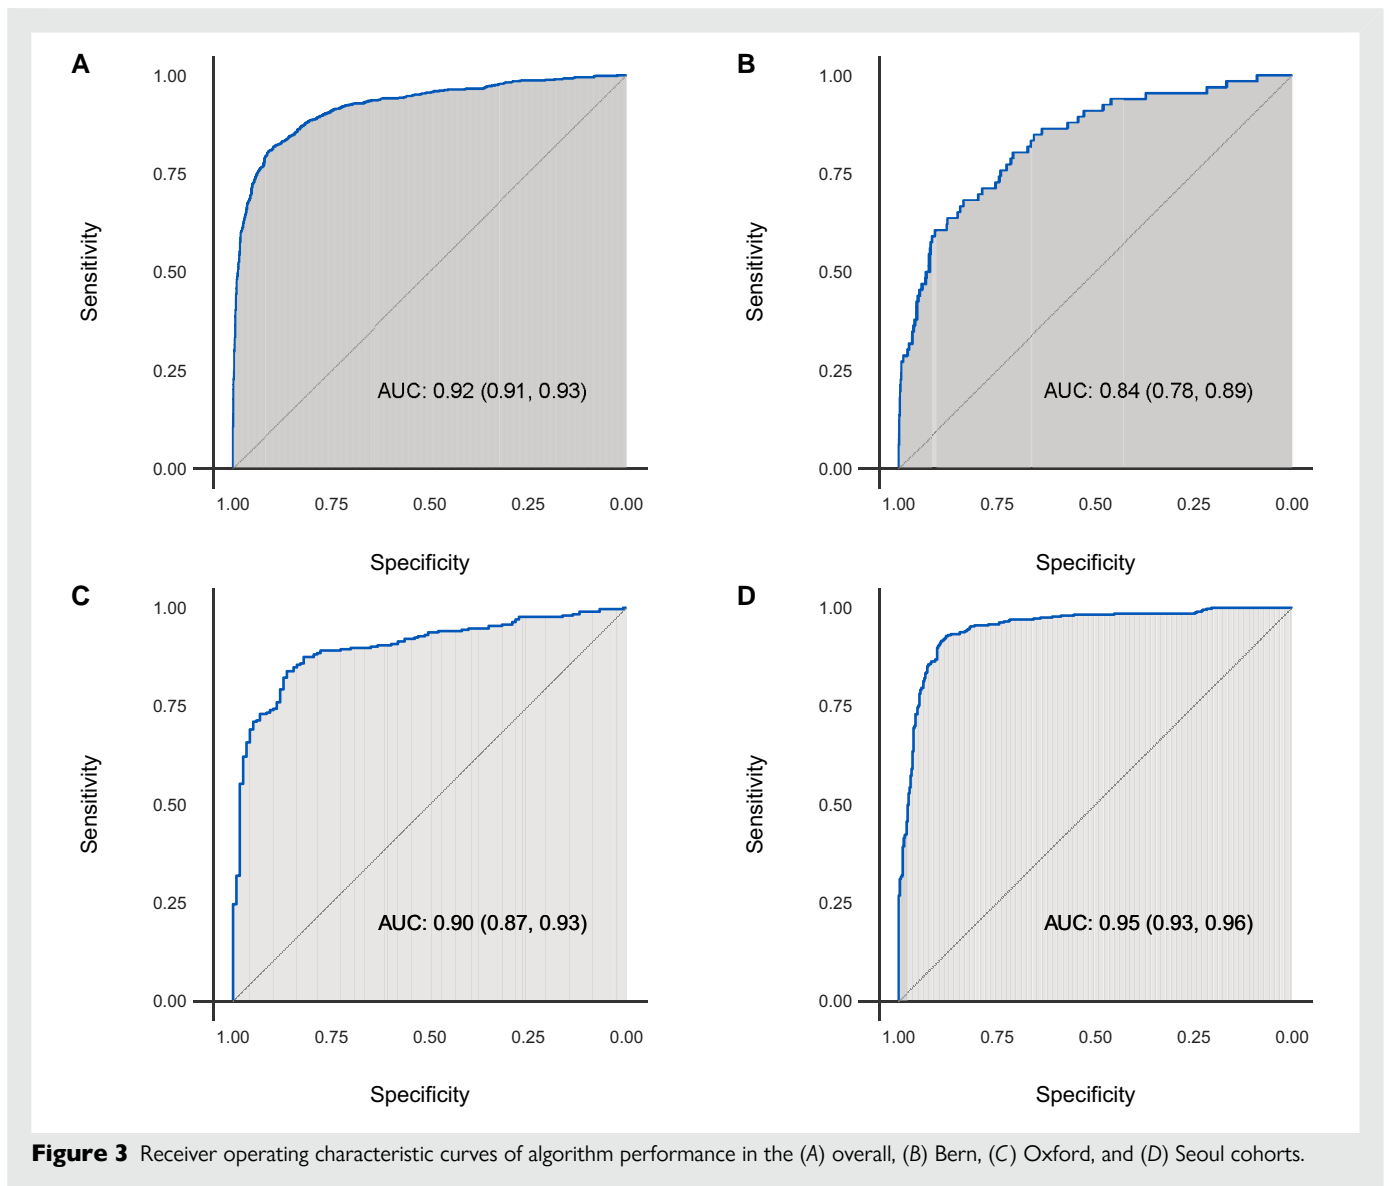 A
1.00
0.75
0.50
0.25
0.00
Sensitivity
AUC: 0.92 (0.91, 0.93)
1.00 0.75 0.50 0.25 0.00
Specificity
B
1.00
0.75
0.50
0.25
0.00
Sensitivity
AUC: 0.84 (0.78, 0.89)
1.00 0.75 0.50 0.25 0.00
Specificity
C
1.00
0.75
0.50
0.25
0.00
Sensitivity
AUC: 0.90 (0.87, 0.93)
1.00 0.75 0.50 0.25 0.00
Specificity
D
1.00
0.75
0.50
0.25
0.00
Sensitivity
AUC: 0.95 (0.93, 0.96)
1.00 0.75 0.50 0.25 0.00
Specificity
Figure 3 Receiver operating characteristic curves of algorithm performance in the (A) overall, (B) Bern, (C) Oxford, and (D) Seoul cohorts.